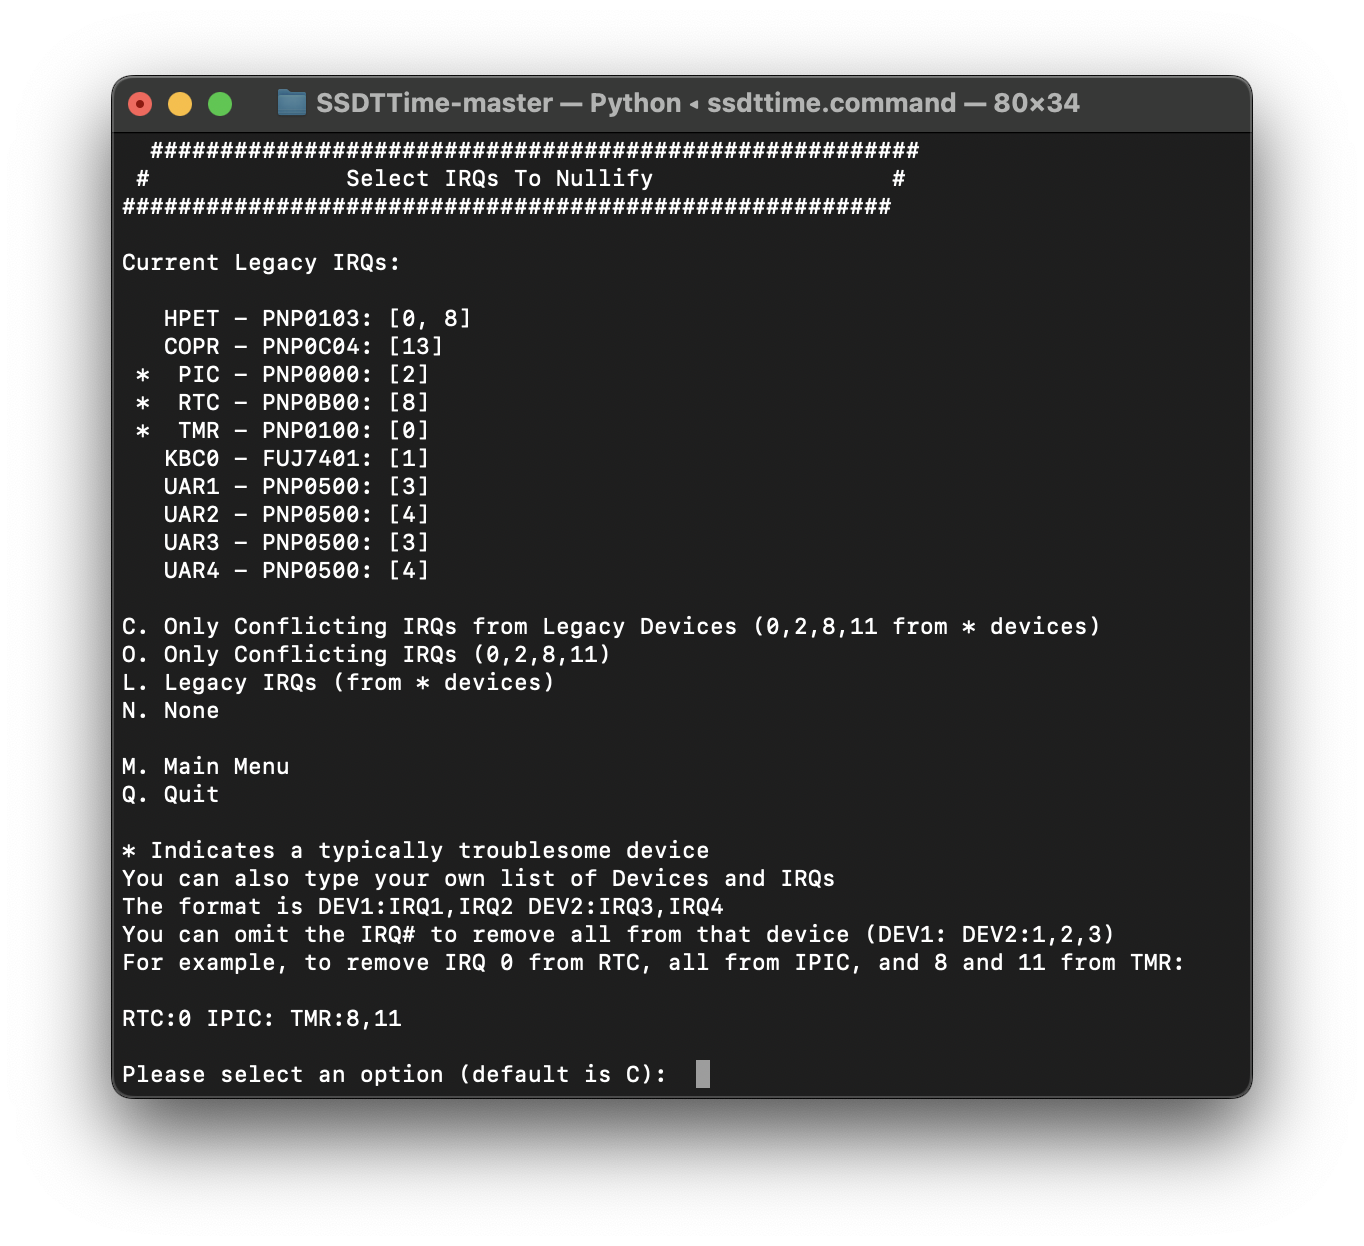 SSDTTime-master — Python ◂ ssdttime.command — 80×34
#######################################################
# Select IRQs To Nullify #
#######################################################
Current Legacy IRQs:
HPET – PNP0103: [0, 8]
COPR – PNP0C04: [13]
* PIC – PNP0000: [2]
* RTC – PNP0B00: [8]
* TMR – PNP0100: [0]
KBC0 – FUJ7401: [1]
UAR1 – PNP0500: [3]
UAR2 – PNP0500: [4]
UAR3 – PNP0500: [3]
UAR4 – PNP0500: [4]
C. Only Conflicting IRQs from Legacy Devices (0,2,8,11 from * devices)
O. Only Conflicting IRQs (0,2,8,11)
L. Legacy IRQs (from * devices)
N. None
M. Main Menu
Q. Quit
* Indicates a typically troublesome device
You can also type your own list of Devices and IRQs
The format is DEV1:IRQ1,IRQ2 DEV2:IRQ3,IRQ4
You can omit the IRQ# to remove all from that device (DEV1: DEV2:1,2,3)
For example, to remove IRQ 0 from RTC, all from IPIC, and 8 and 11 from TMR:
RTC:0 IPIC: TMR:8,11
Please select an option (default is C):